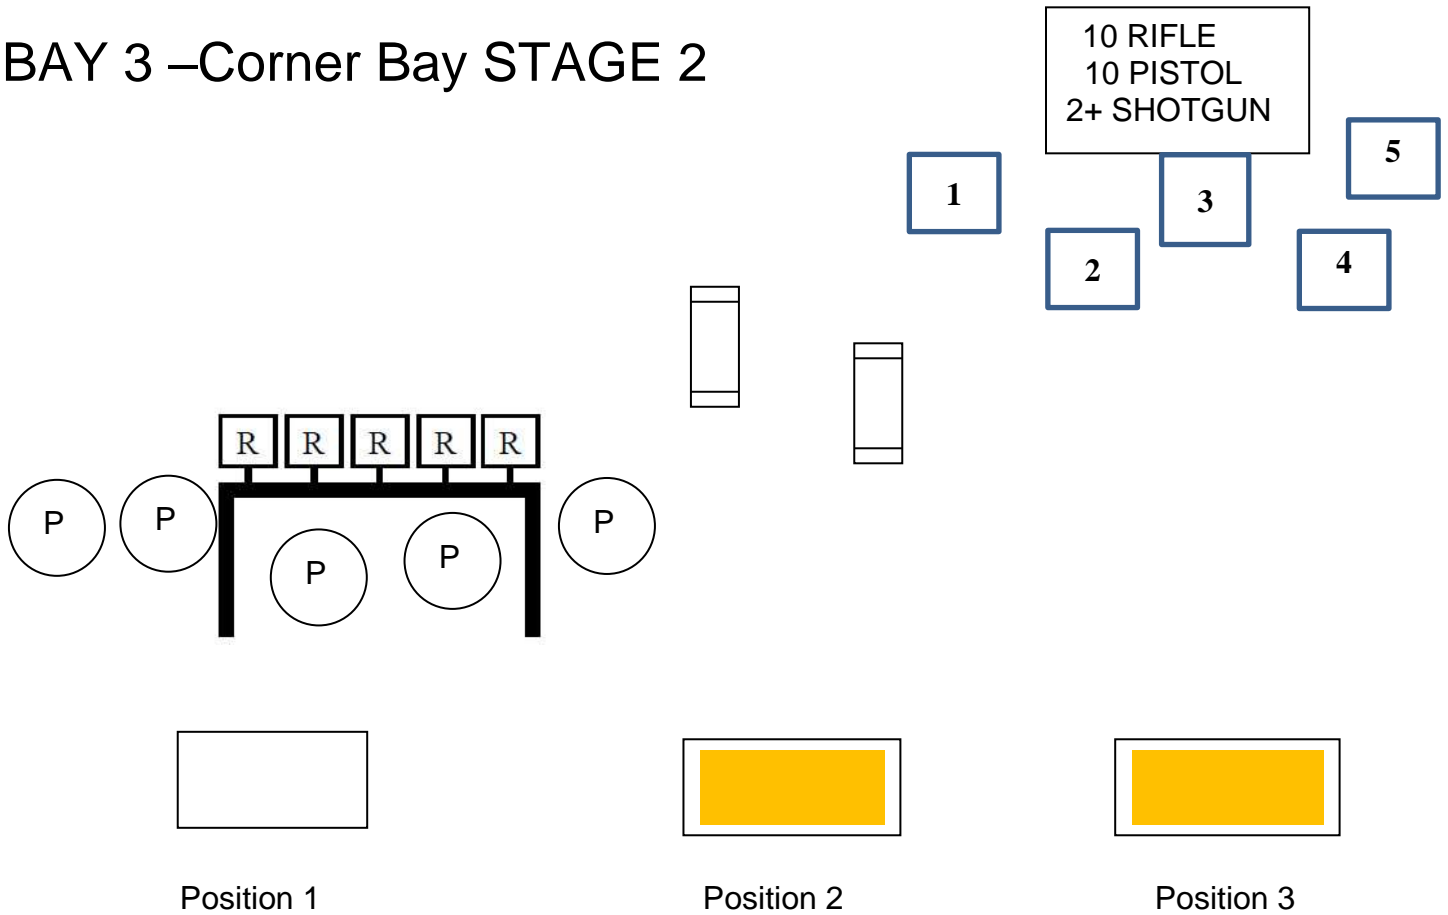 BAY 3 –Corner Bay STAGE 2
10 RIFLE
10 PISTOL
2+ SHOTGUN
1
2
3
4
5
R R R R R
P P P P P
Position 1 Position 2 Position 3